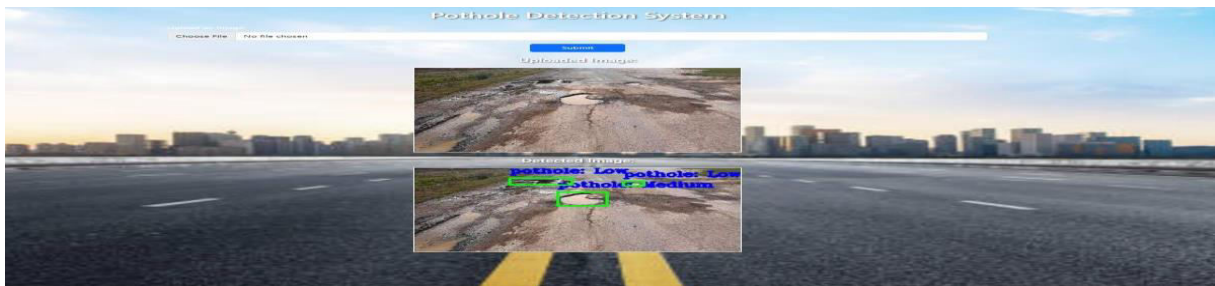 Pothole Detection System
Choose File No file chosen
Submit
Uploaded Image:
Detected Image:
pothole: Low
pothole: Low
pothole: Medium